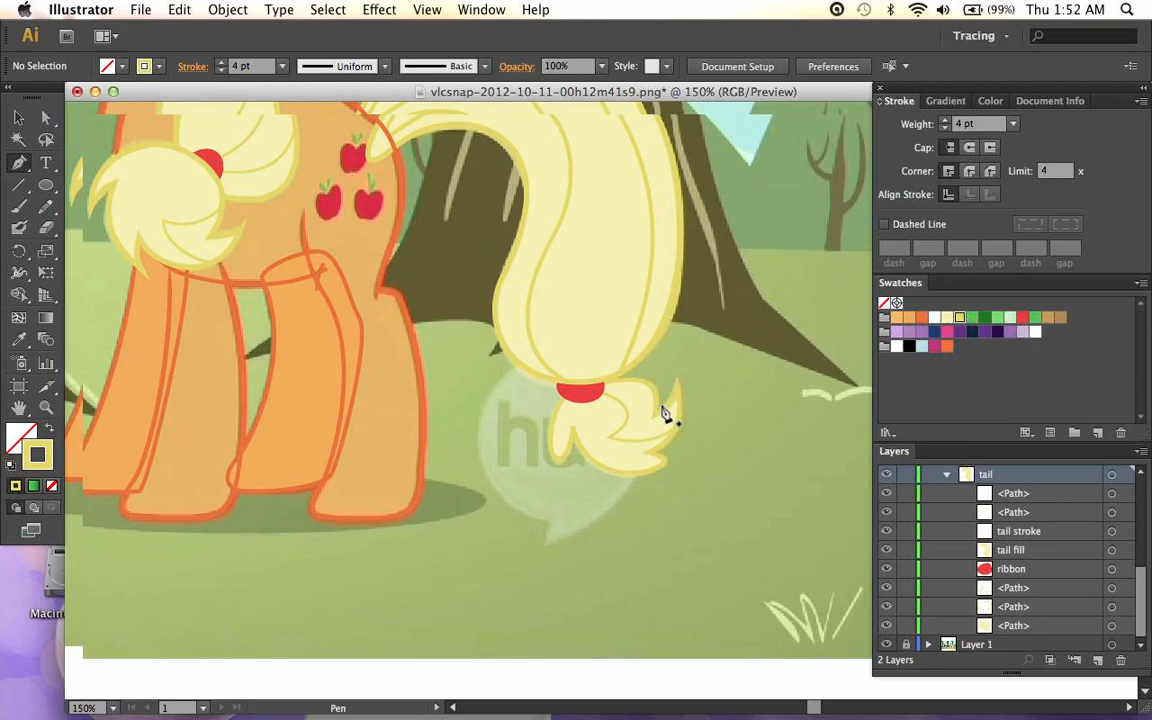 Illustrator File Edit Object Type Select Effect View Window Help (99%) Thu 1:52 AM
Ai Br Tracing
No Selection Stroke: 4 pt Uniform Basic Opacity: 100% Style: Document Setup Preferences
vlcsnap-2012-10-11-00h12m41s9.png* @ 150% (RGB/Preview)
Stroke Gradient Color Document Info
Weight: 4 pt
Cap:
Corner: Limit: 4 x
Align Stroke:
Dashed Line
dash gap dash gap dash gap
Swatches
Layers
tail
<Path>
<Path>
tail stroke
tail fill
ribbon
<Path>
<Path>
<Path>
Layer 1
2 Layers
T
Macin
150% 1 Pen